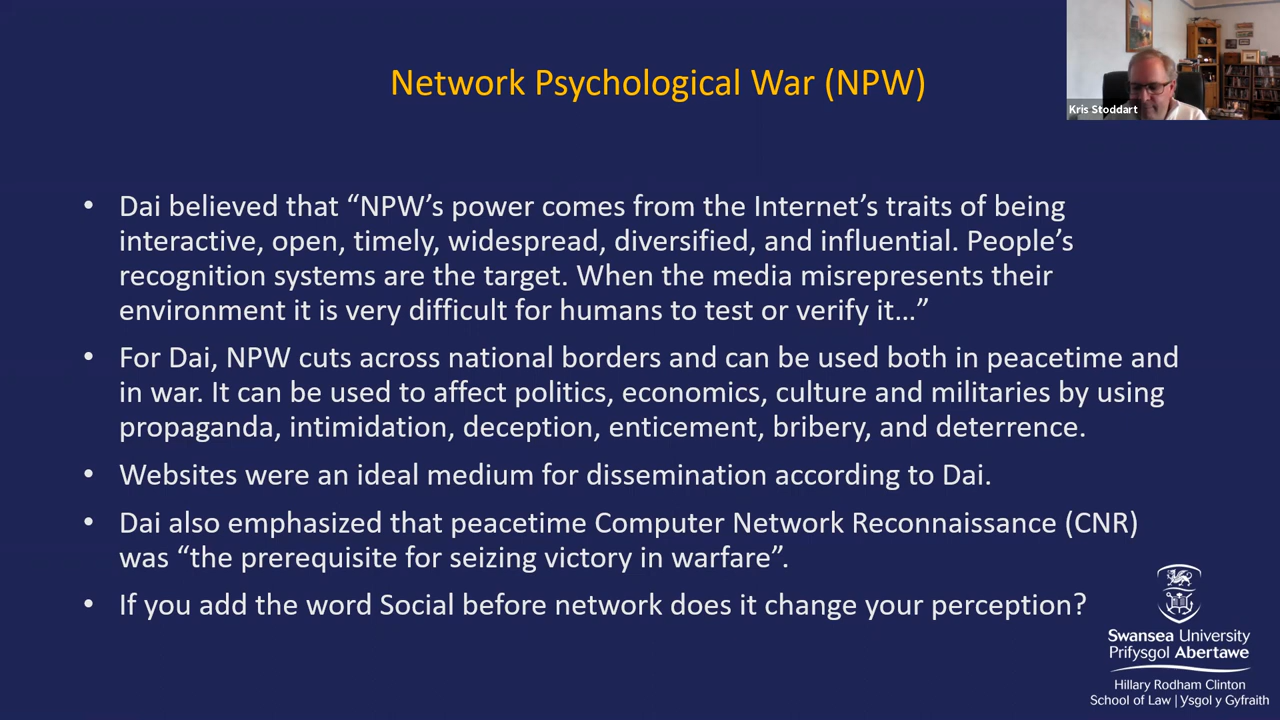 Network Psychological War (NPW)
Kris Stoddart
• Dai believed that “NPW’s power comes from the Internet’s traits of being
interactive, open, timely, widespread, diversified, and influential. People’s
recognition systems are the target. When the media misrepresents their
environment it is very difficult for humans to test or verify it…”
• For Dai, NPW cuts across national borders and can be used both in peacetime and
in war. It can be used to affect politics, economics, culture and militaries by using
propaganda, intimidation, deception, enticement, bribery, and deterrence.
• Websites were an ideal medium for dissemination according to Dai.
• Dai also emphasized that peacetime Computer Network Reconnaissance (CNR)
was “the prerequisite for seizing victory in warfare”.
• If you add the word Social before network does it change your perception?
Swansea University
Prifysgol Abertawe
Hillary Rodham Clinton
School of Law | Ysgol y Gyfraith